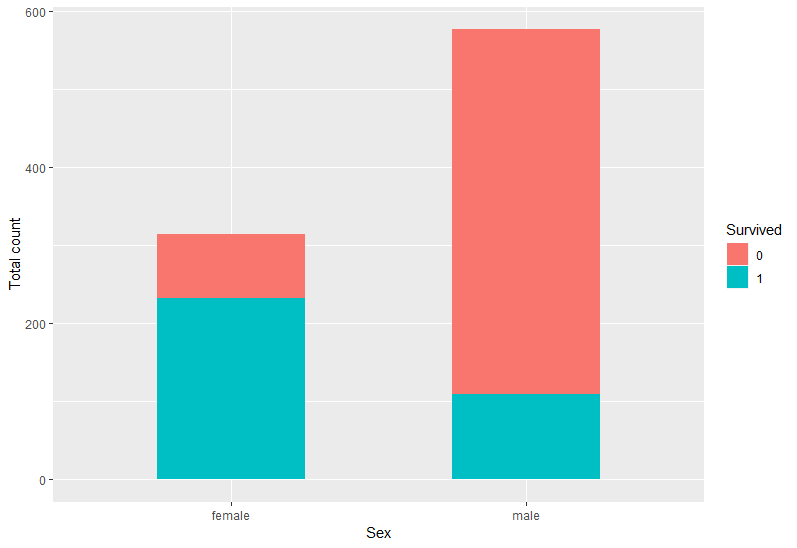 600
400
200
0
Total count
female
male
Sex
Survived
0
1